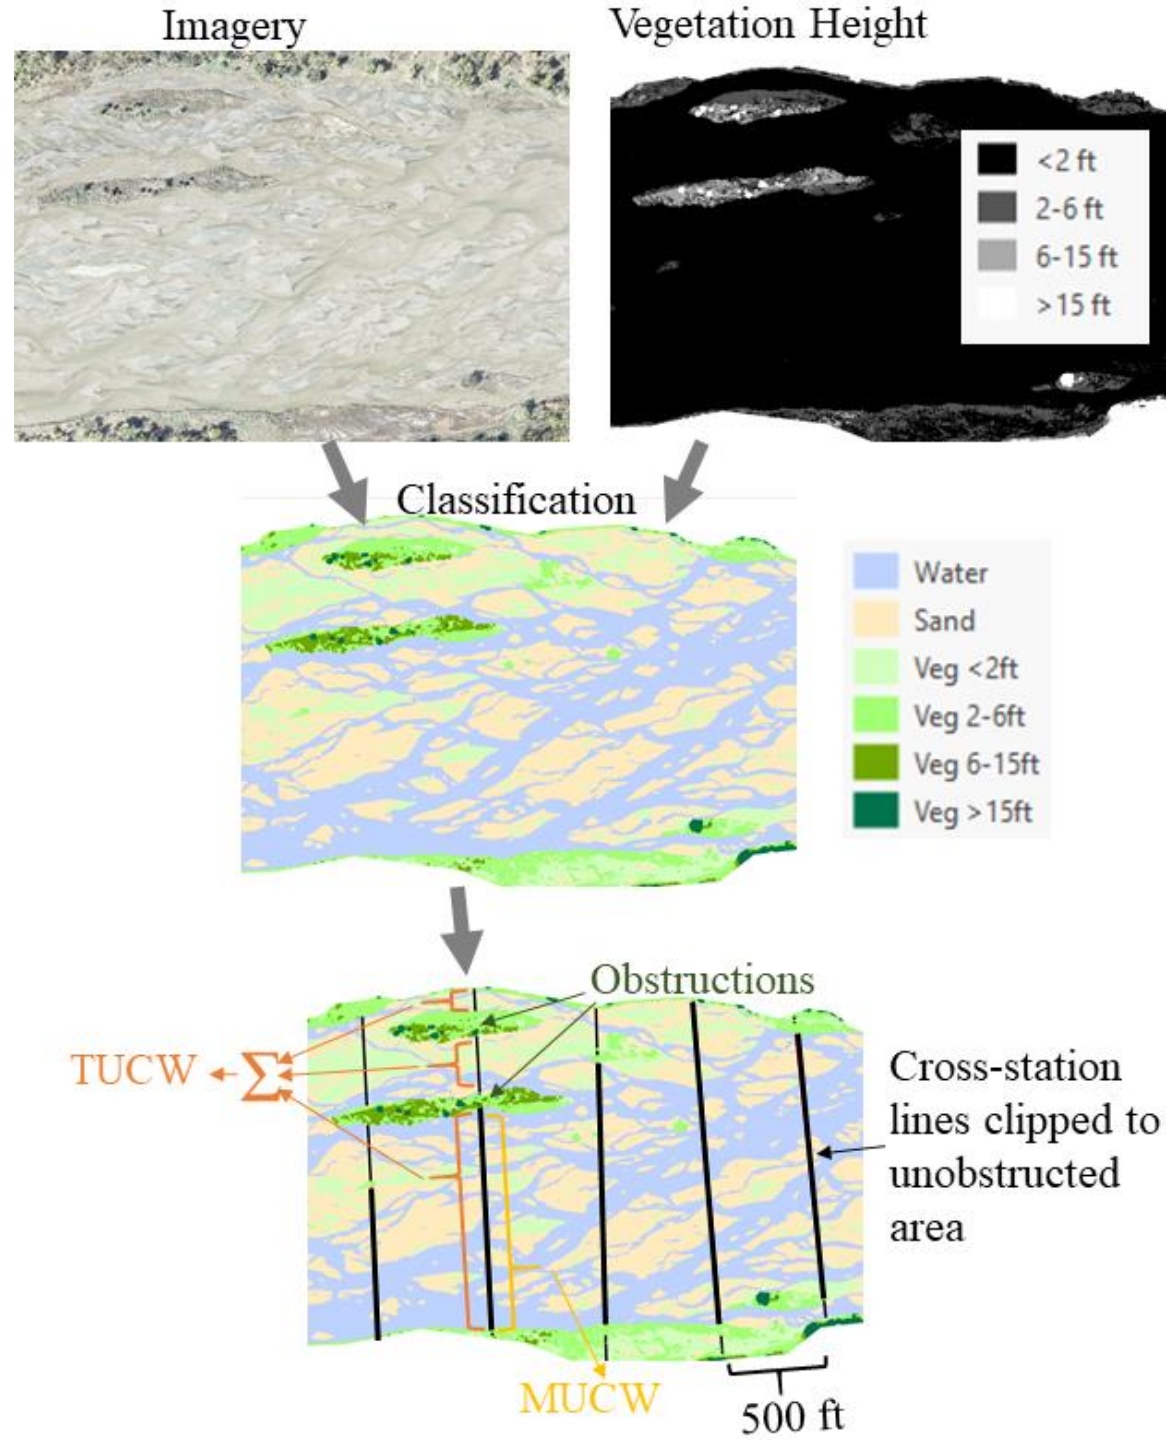 Imagery
Vegetation Height
<2 ft
2-6 ft
6-15 ft
>15 ft
Classification
Water
Sand
Veg <2ft
Veg 2-6ft
Veg 6-15ft
Veg >15ft
Obstructions
TUCW
Σ
Cross-station
lines clipped to
unobstructed
area
MUCW
500 ft